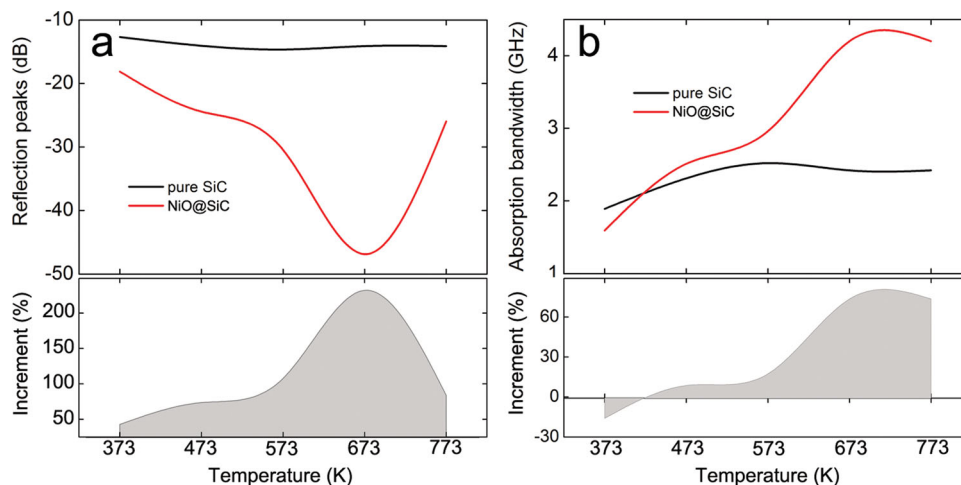 a
Reflection peaks (dB)
-10
-20
-30
-40
-50
pure SiC
NiO@SiC
Increment (%)
200
150
100
50
373 473 573 673 773
Temperature (K)
b
Absorption bandwidth (GHz)
4
3
2
1
pure SiC
NiO@SiC
Increment (%)
60
30
0
-30
373 473 573 673 773
Temperature (K)